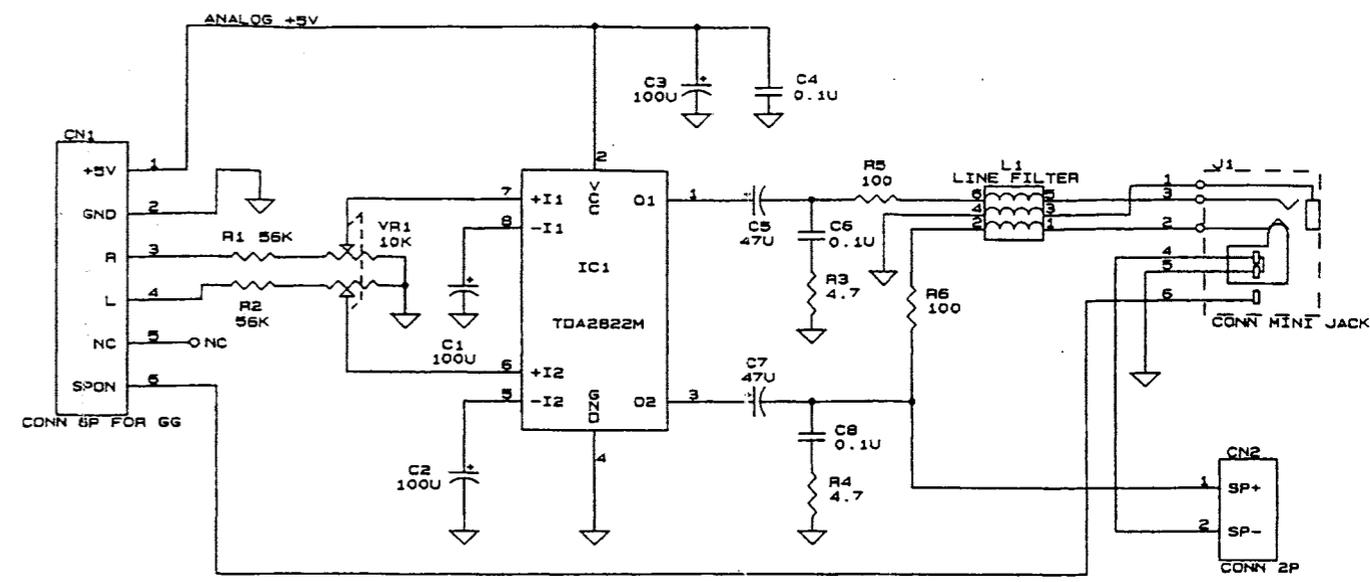 ANALOG +5V
C3
100U
C4
0.1U
CN1
+5V 1
GND 2
R 3
L 4
NC 5 NC
SPON 6
CONN 6P FOR GG
R1 56K
R2
56K
VR1
10K
C1
100U
C2
100U
7 +I1
8 -I1
6 +I2
5 -I2
2
VCC
IC1
TDA2822M
GND
4
O1 1
O2 3
C5
47U
C6
0.1U
R3
4.7
R5
100
C7
47U
C8
0.1U
R4
4.7
R6
100
L1
LINE FILTER
6 5
4 3
2 1
J1
1
3
2
4
5
6
CONN MINI JACK
CN2
1 SP+
2 SP-
CONN 2P